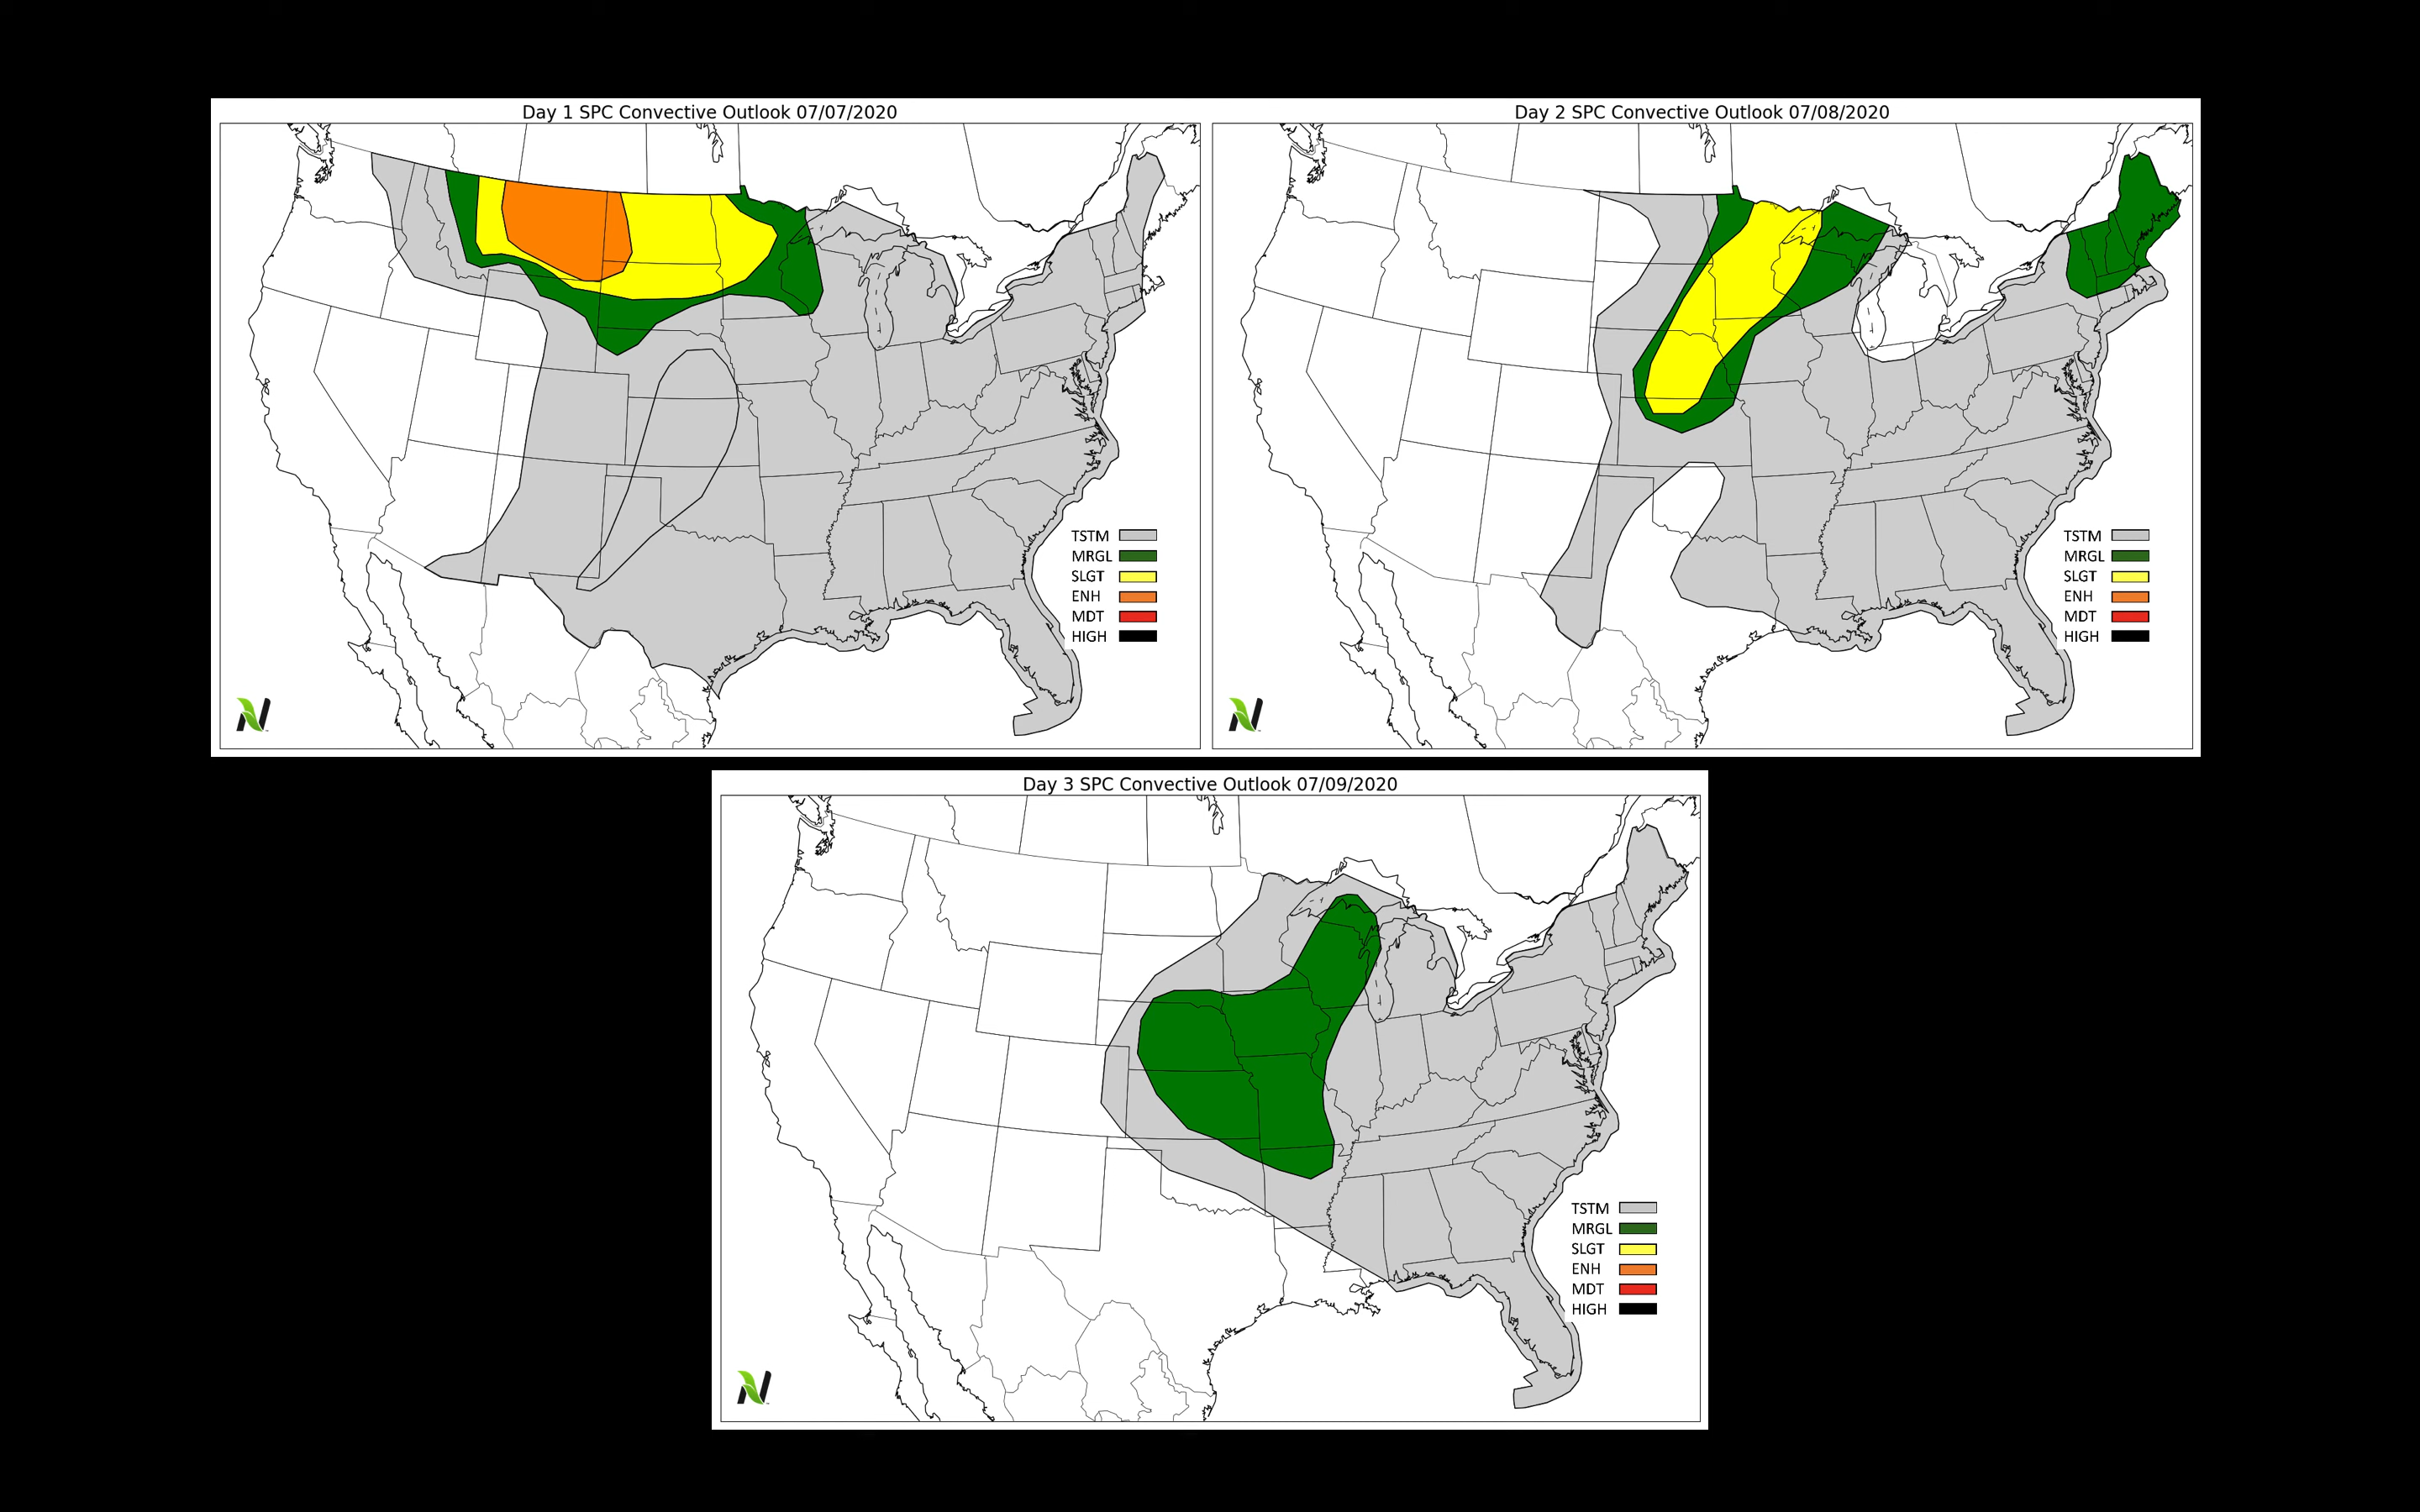 Day 1 SPC Convective Outlook 07/07/2020
TSTM
MRGL
SLGT
ENH
MDT
HIGH
Day 2 SPC Convective Outlook 07/08/2020
TSTM
MRGL
SLGT
ENH
MDT
HIGH
Day 3 SPC Convective Outlook 07/09/2020
TSTM
MRGL
SLGT
ENH
MDT
HIGH